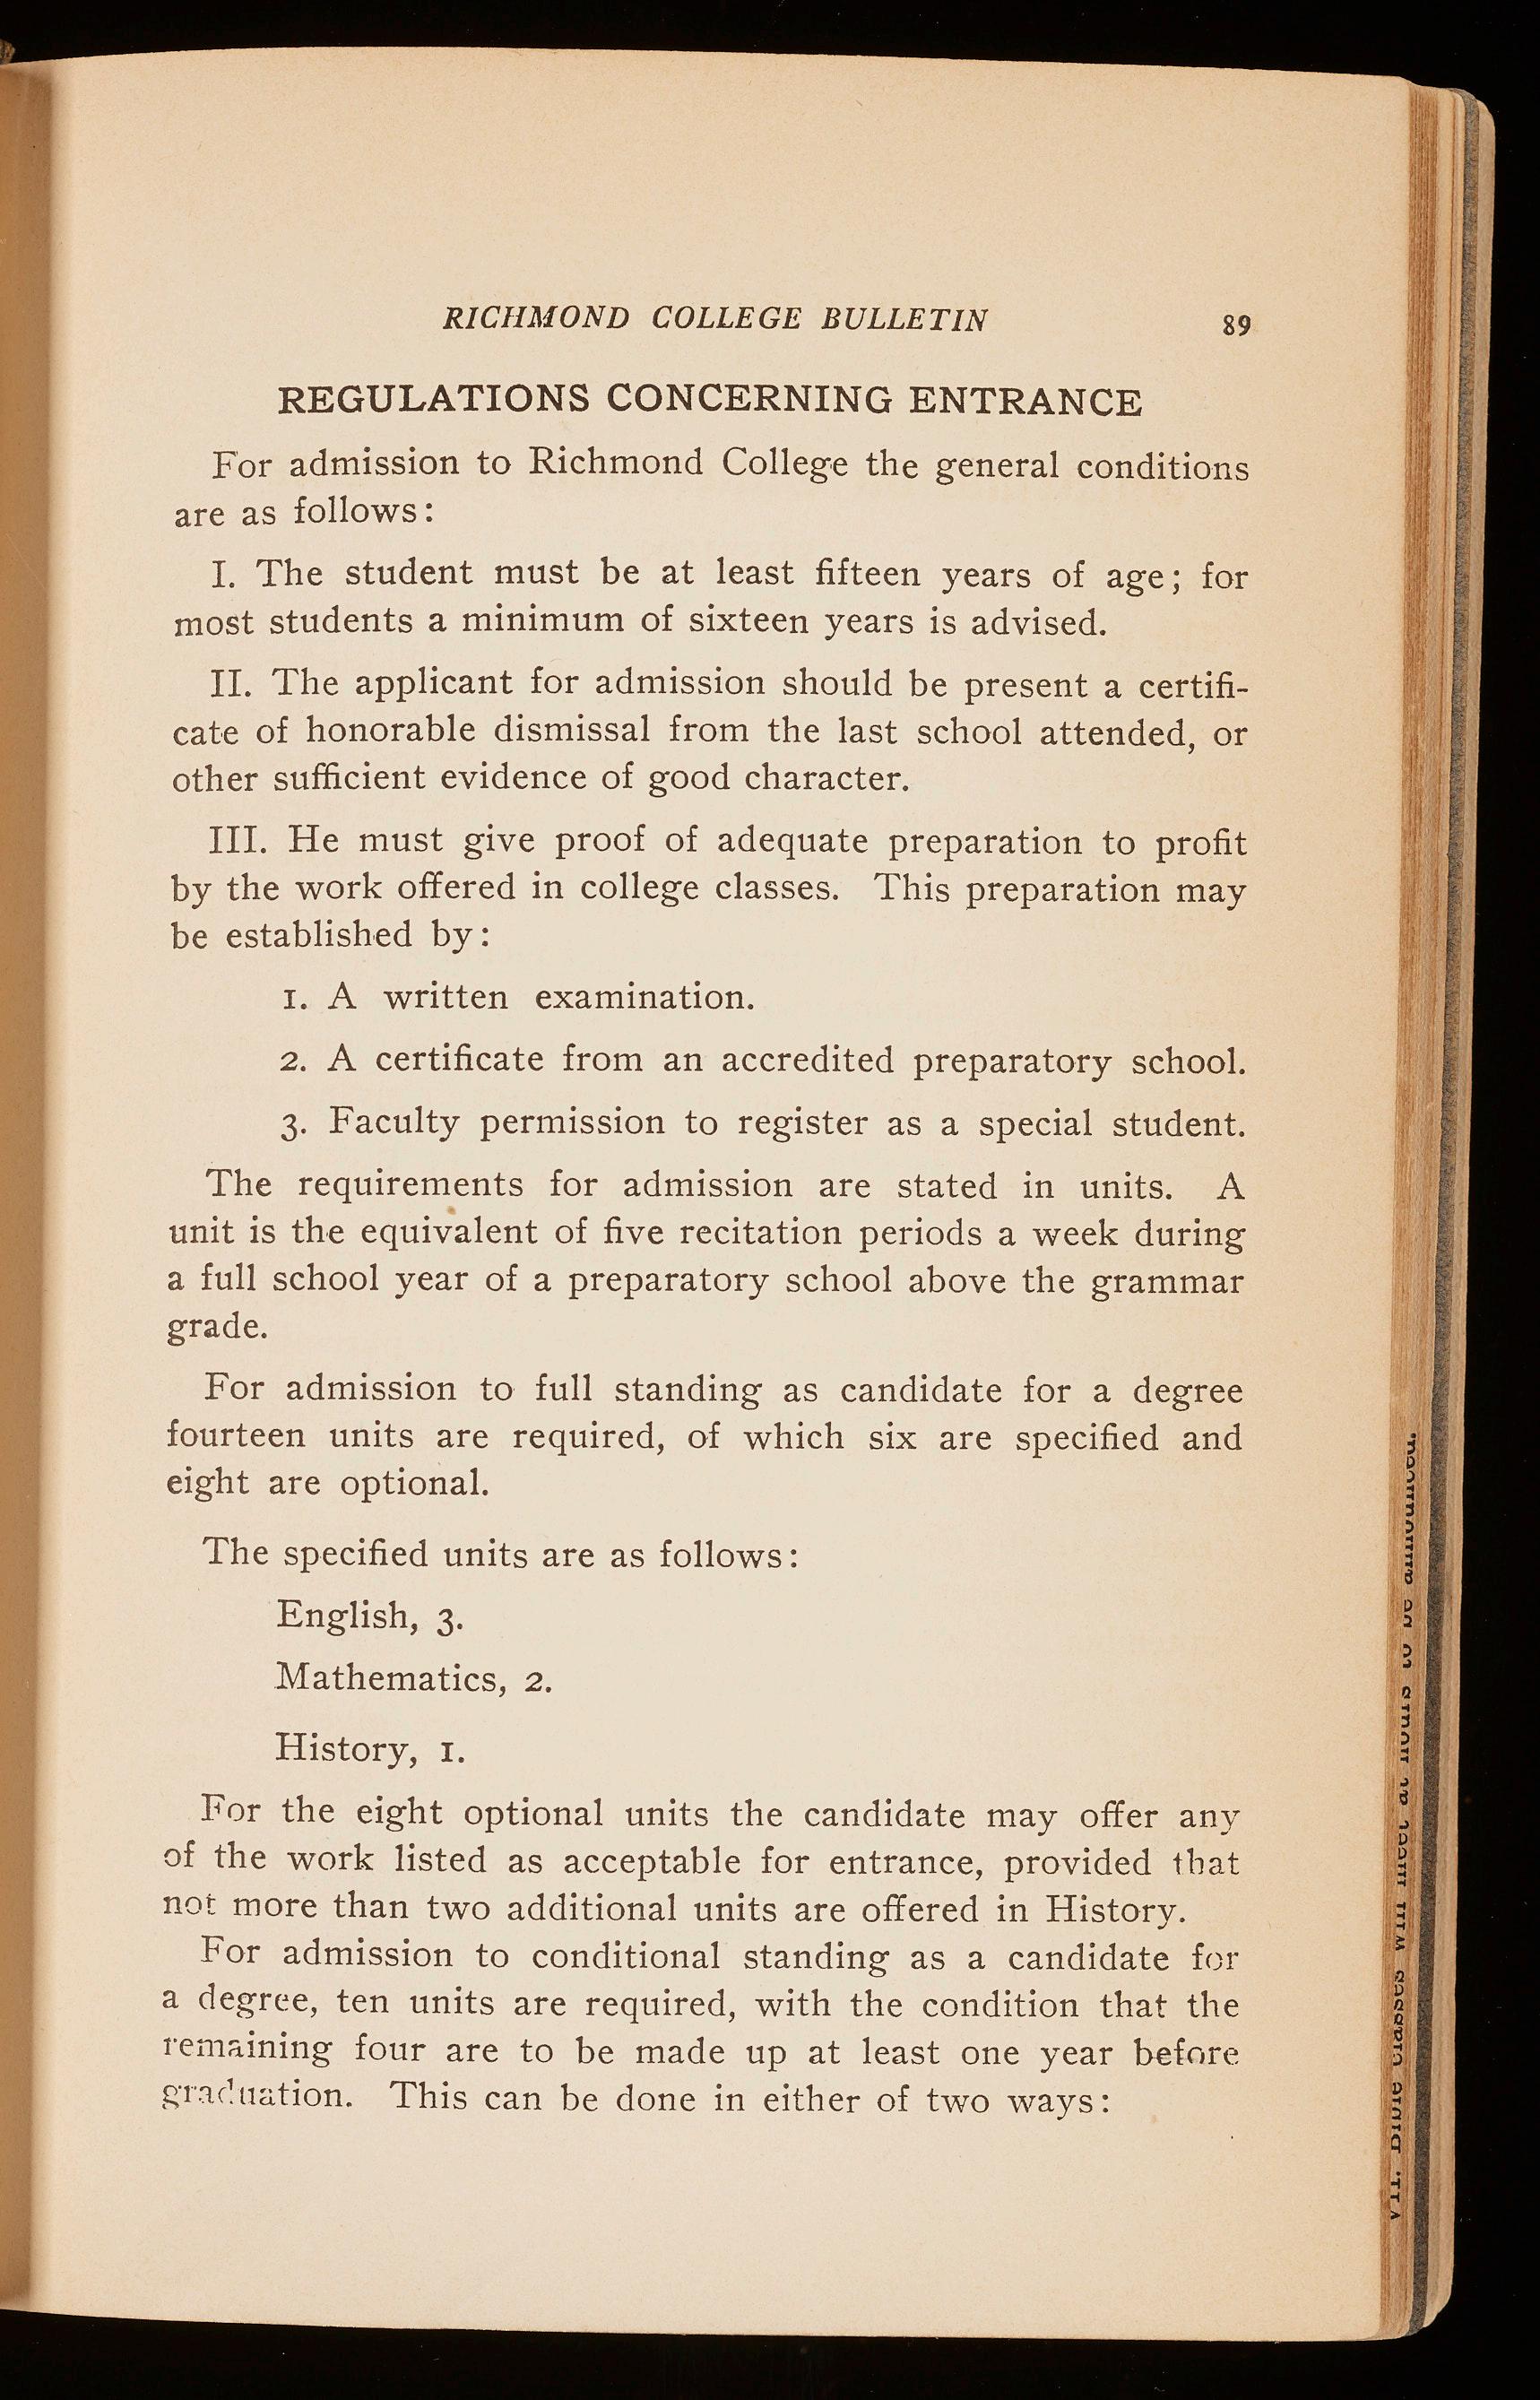 RICHMOND COLLEGE BULLETIN 89
REGULATIONS CONCERNING ENTRANCE
For admission to Richmond College the general conditions
are as follows:
I. The student must be at least fifteen years of age; for
most students a minimum of sixteen years is advised.
II. The applicant for admission should be present a certifi-
cate of honorable dismissal from the last school attended, or
other sufficient evidence of good character.
III. He must give proof of adequate preparation to profit
by the work offered in college classes. This preparation may
be established by:
1. A written examination.
2. A certificate from an accredited preparatory school.
3. Faculty permission to register as a special student.
The requirements for admission are stated in units. A
unit is the equivalent of five recitation periods a week during
a full school year of a preparatory school above the grammar
grade.
For admission to full standing as candidate for a degree
fourteen units are required, of which six are specified and
eight are optional.
The specified units are as follows:
English, 3.
Mathematics, 2.
History, 1.
For the eight optional units the candidate may offer any
of the work listed as acceptable for entrance, provided that
not more than two additional units are offered in History.
For admission to conditional standing as a candidate for
a degree, ten units are required, with the condition that the
remaining four are to be made up at least one year before
graduation. This can be done in either of two ways:
VII. Bible classes will meet at hours to be announced.